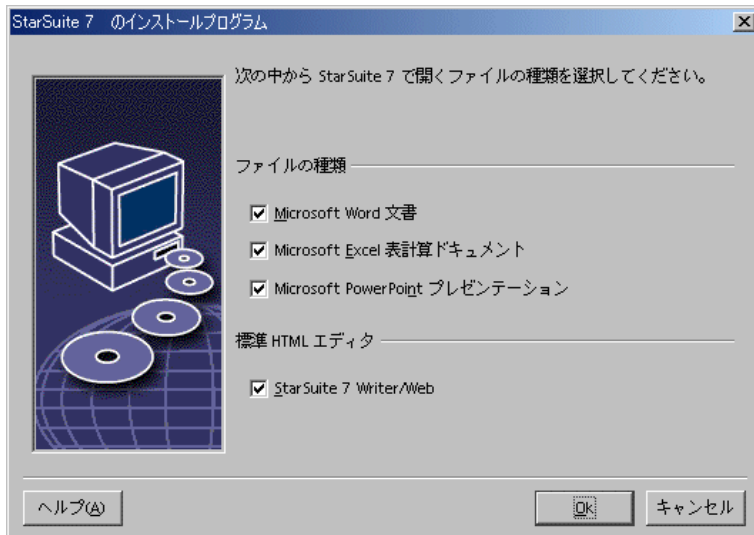 StarSuite 7 のインストールプログラム
次の中から StarSuite 7 で開くファイルの種類を選択してください。
ファイルの種類
Microsoft Word 文書
Microsoft Excel 表計算ドキュメント
Microsoft PowerPoint プレゼンテーション
標準 HTML エディタ
StarSuite 7 Writer/Web
ヘルプ(A)
OK
キャンセル